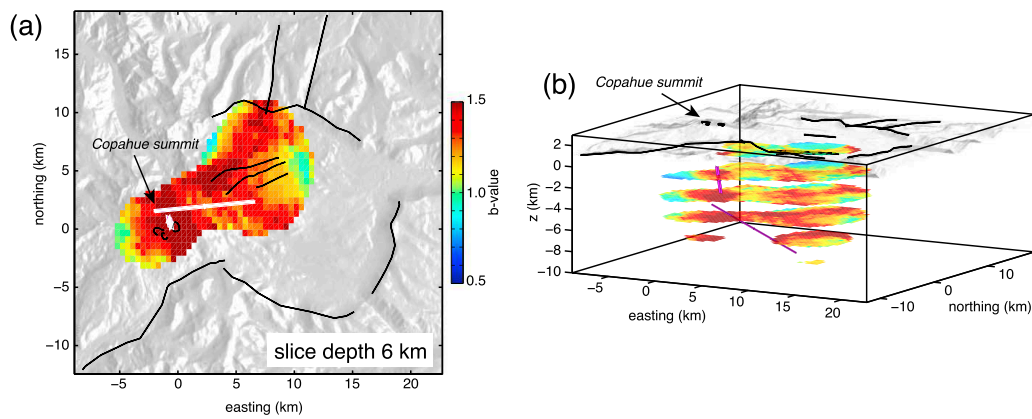 (a)
15
10
5
0
−5
−10
northing (km)
Copahue summit
slice depth 6 km
−5
0
5
10
15
20
easting (km)
1.5
1.0
0.5
b-value
(b)
Copahue summit
2
0
−2
−4
−6
−8
−10
z (km)
−5
0
5
10
15
20
easting (km)
−10
0
10
northing (km)